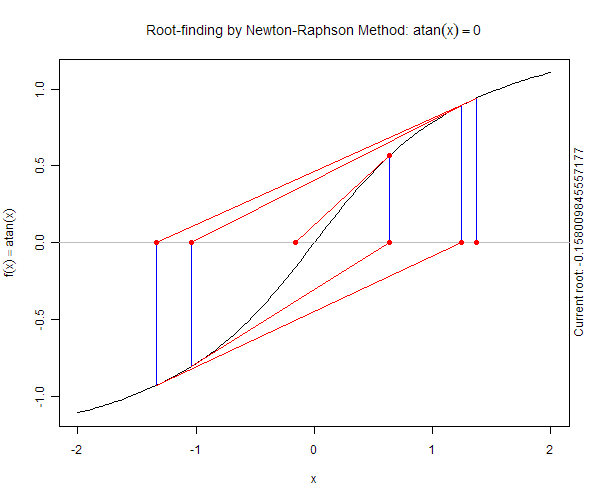 Root-finding by Newton-Raphson Method: atan(x) = 0
1.0
0.5
0.0
-0.5
-1.0
f(x) = atan(x)
Current root: -0.1580098455557177
-2
-1
0
1
2
x